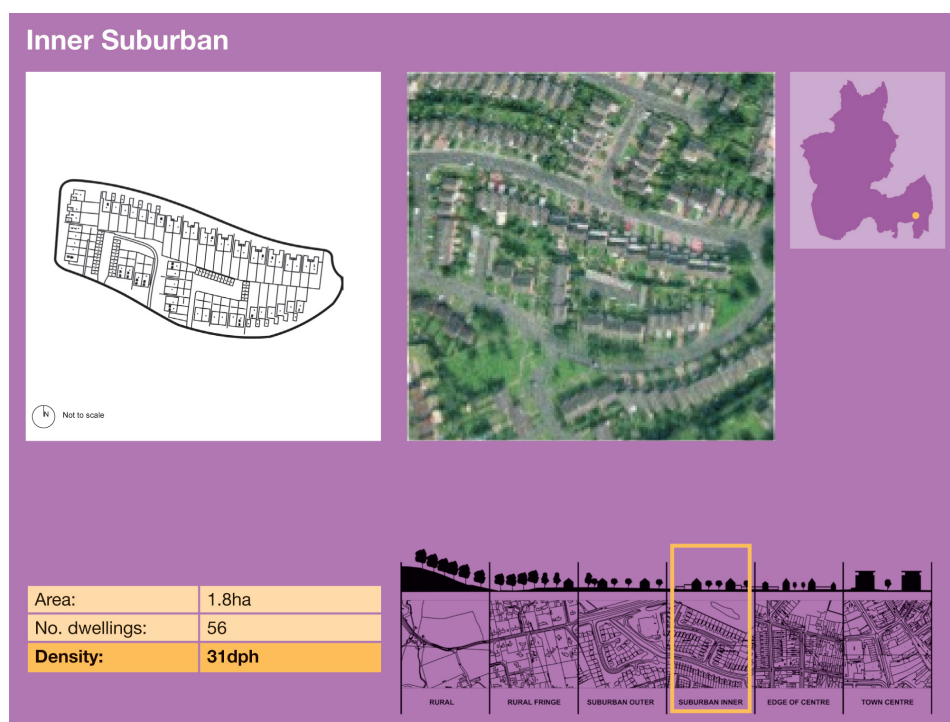 Inner Suburban
N
Not to scale
Area: 1.8ha
No. dwellings: 56
Density: 31dph
RURAL
RURAL FRINGE
SUBURBAN OUTER
SUBURBAN INNER
EDGE OF CENTRE
TOWN CENTRE